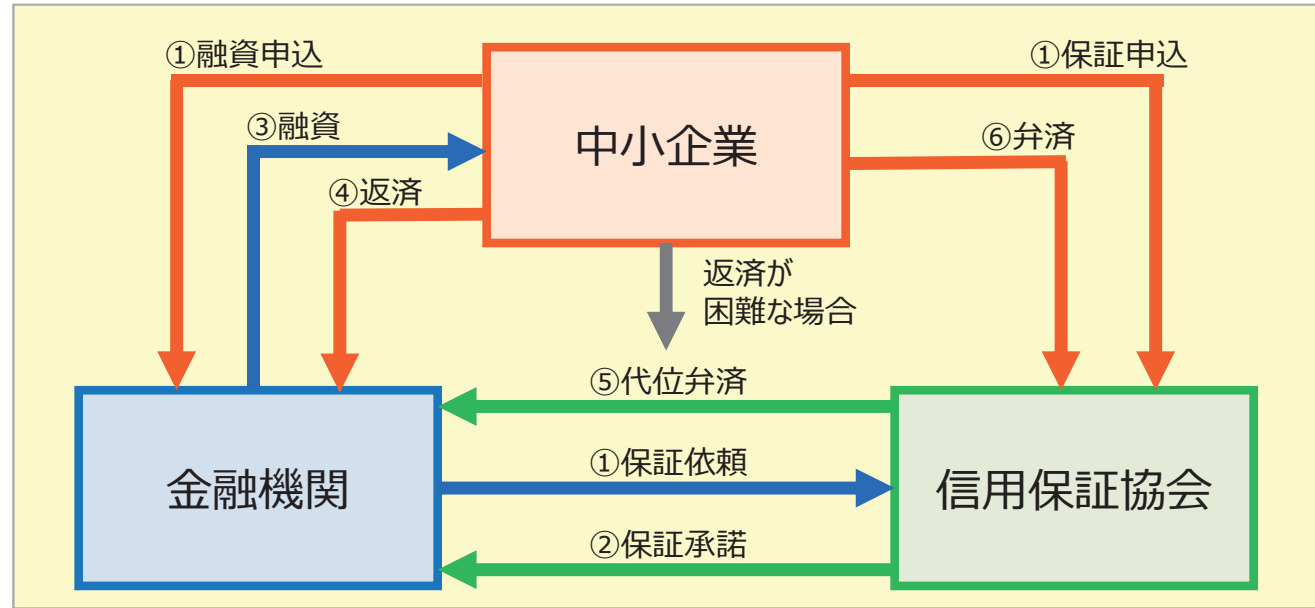 ①融資申込
①保証申込
③融資
中小企業
⑥弁済
④返済
返済が
困難な場合
⑤代位弁済
金融機関
①保証依頼
信用保証協会
②保証承諾